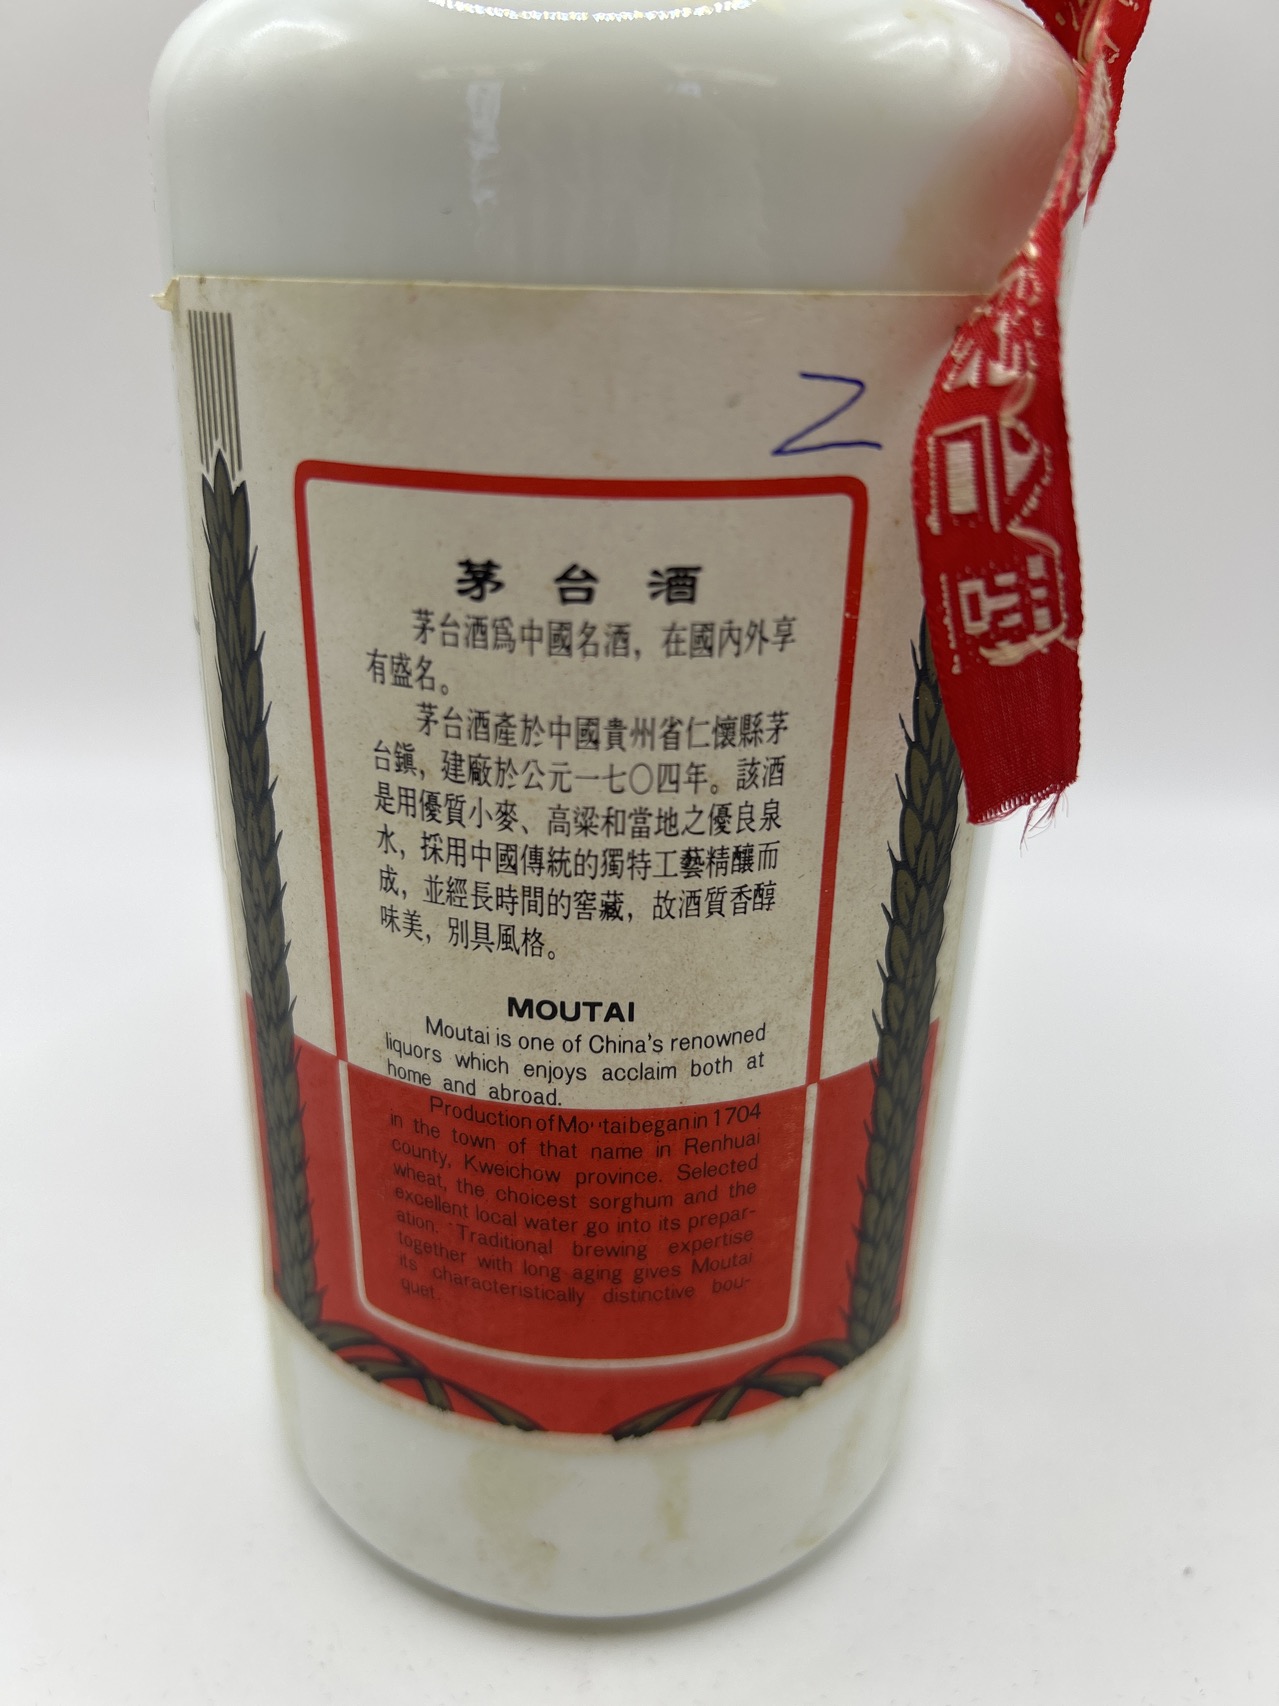 Z
茅台酒
茅台酒爲中國名酒，在國內外享
有盛名。
茅台酒產於中國貴州省仁懷縣茅
台鎭，建廠於公元一七〇四年。該酒
是用優質小麥、高粱和當地之優良泉
水，採用中國傳統的獨特工藝精釀而
成，並經長時間的窖藏，故酒質香醇
味美，別具風格。
MOUTAI
Moutai is one of China's renowned
liquors which enjoys acclaim both at
home and abroad.
Production of Moutai began in 1704
in the town of that name in Renhuai
county, Kweichow province. Selected
wheat, the choicest sorghum and the
excellent local water go into its prepar-
ation. Traditional brewing expertise
together with long aging gives Moutai
its characteristically distinctive bou-
quet.